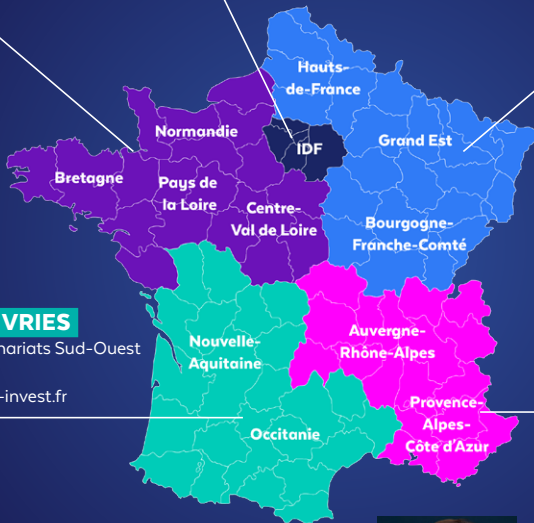 Hauts-
de-France
Normandie
IDF
Grand Est
Bretagne
Pays de
la Loire
Centre-
Val de Loire
Bourgogne-
Franche-Comté
VRIES
nariats Sud-Ouest
-invest.fr
Nouvelle-
Aquitaine
Auvergne-
Rhône-Alpes
Provence-
Alpes-
Côte d'Azur
Occitanie